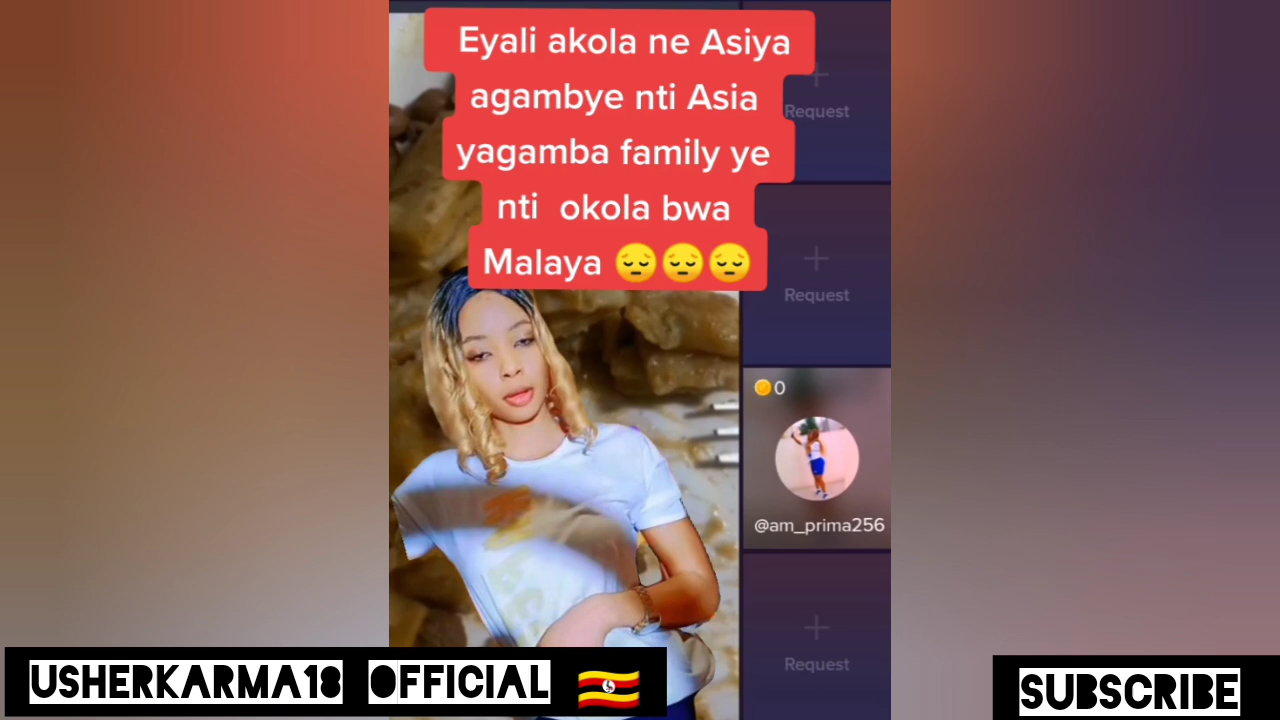 Eyali akola ne Asiya
agambye nti Asia
yagamba family ye
nti okola bwa
Malaya 😔😔😔
Request
Request
0
@am_prima256
Request
USHERKARMA18 OFFICIAL 🇺🇬
SUBSCRIBE